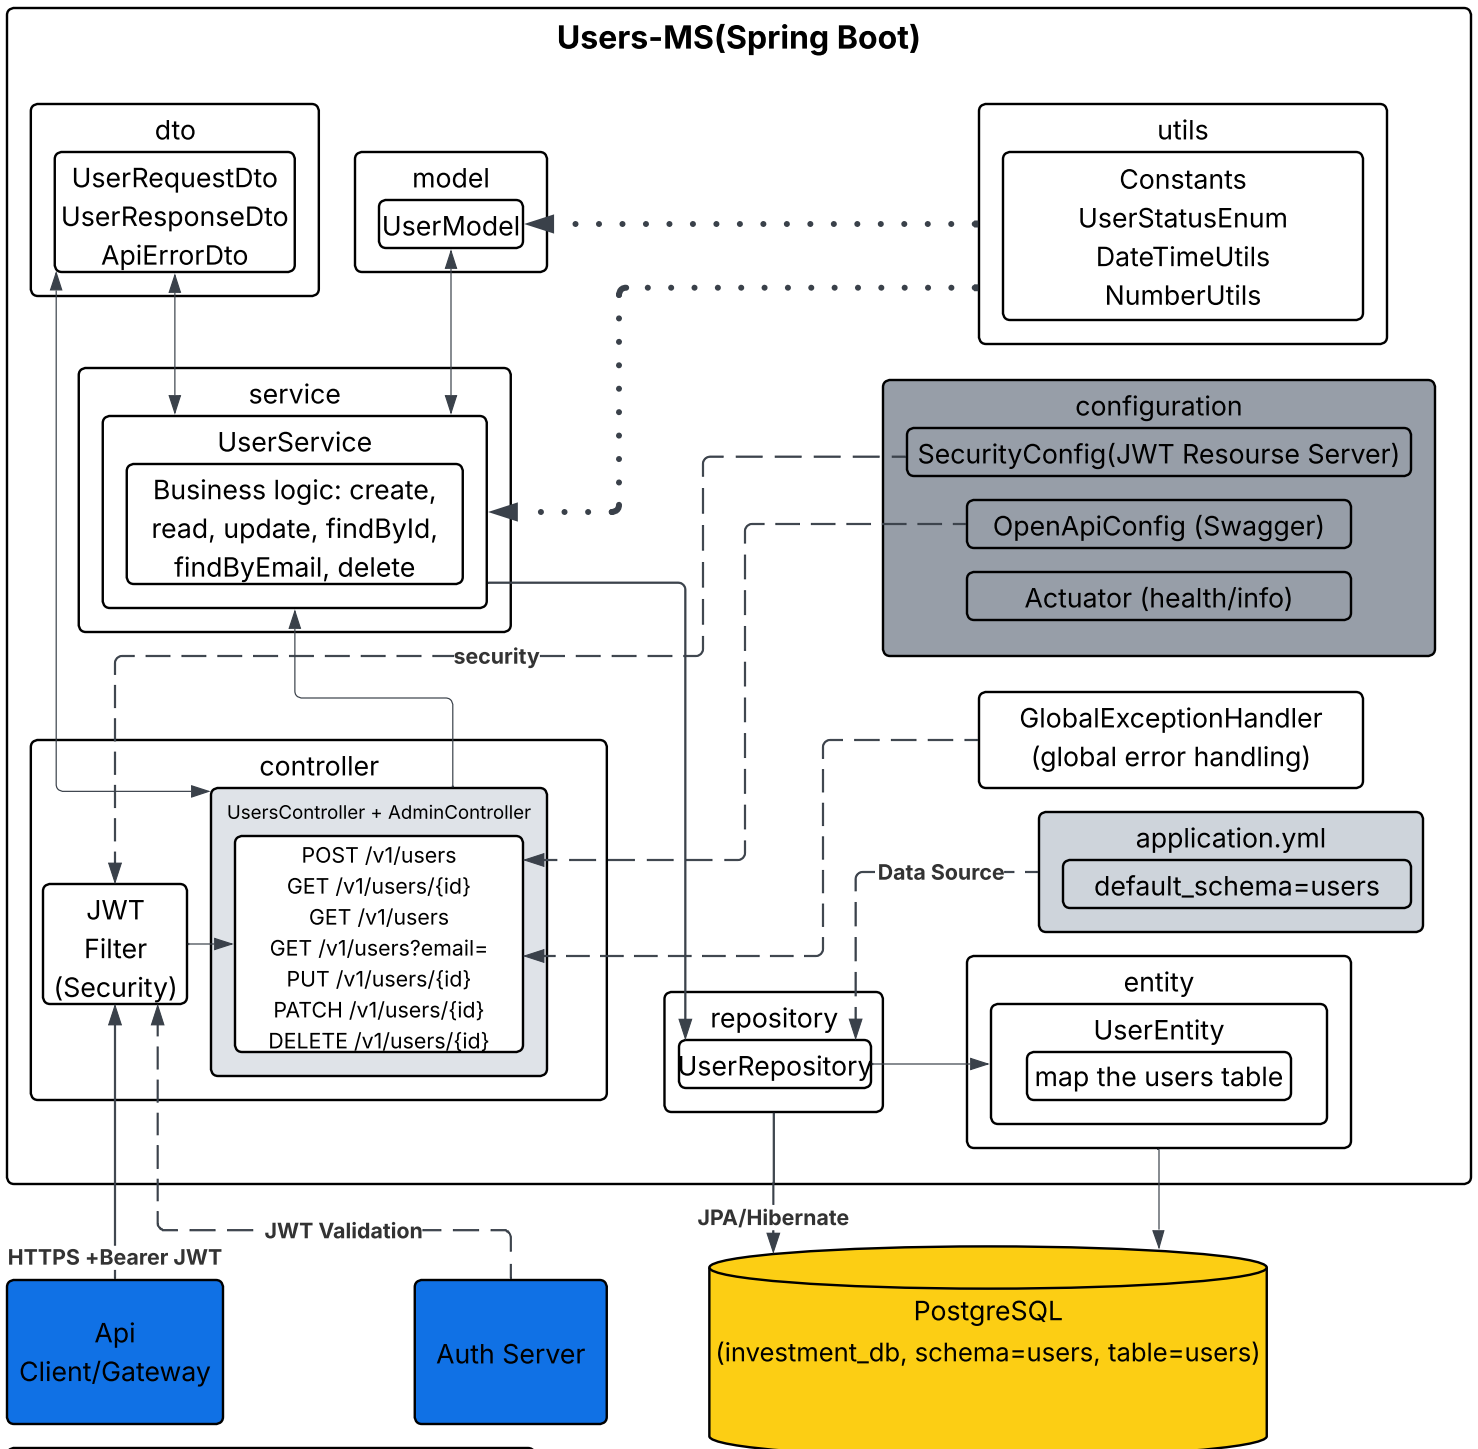 Users-MS(Spring Boot)
dto
UserRequestDto
UserResponseDto
ApiErrorDto
model
UserModel
utils
Constants
UserStatusEnum
DateTimeUtils
NumberUtils
service
UserService
Business logic: create,
read, update, findById,
findByEmail, delete
configuration
SecurityConfig(JWT Resourse Server)
OpenApiConfig (Swagger)
Actuator (health/info)
security
GlobalExceptionHandler
(global error handling)
controller
UsersController + AdminController
POST /v1/users
GET /v1/users/{id}
GET /v1/users
GET /v1/users?email=
PUT /v1/users/{id}
PATCH /v1/users/{id}
DELETE /v1/users/{id}
JWT
Filter
(Security)
application.yml
default_schema=users
Data Source
repository
UserRepository
entity
UserEntity
map the users table
JPA/Hibernate
JWT Validation
HTTPS +Bearer JWT
Api
Client/Gateway
Auth Server
PostgreSQL
(investment_db, schema=users, table=users)